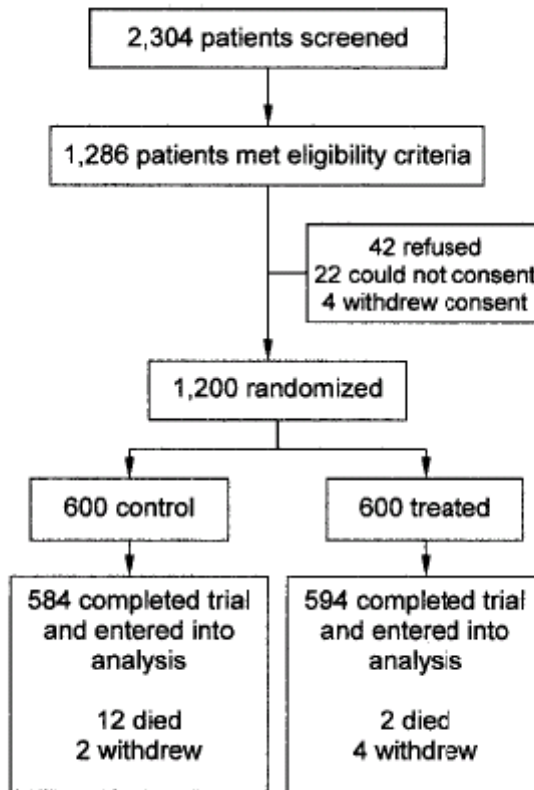 2,304 patients screened
1,286 patients met eligibility criteria
42 refused
22 could not consent
4 withdrew consent
1,200 randomized
600 control
600 treated
584 completed trial
and entered into
analysis
12 died
2 withdrew
594 completed trial
and entered into
analysis
2 died
4 withdrew